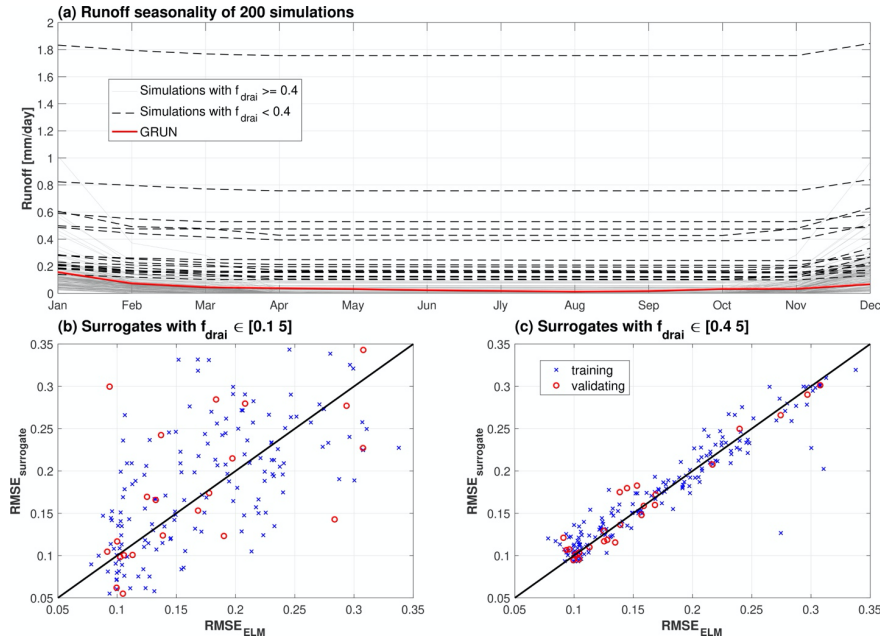 (a) Runoff seasonality of 200 simulations
2
1.8
1.6
1.4
1.2
1
0.8
0.6
0.4
0.2
0
Runoff [mm/day]
Simulations with f_drai >= 0.4
Simulations with f_drai < 0.4
GRUN
Jan Feb Mar Apr May Jun Jly Aug Sep Oct Nov Dec
(b) Surrogates with f_drai ∈ [0.1 5]
0.35
0.3
0.25
0.2
0.15
0.1
0.05
RMSE_surrogate
0.05 0.1 0.15 0.2 0.25 0.3 0.35
RMSE_ELM
(c) Surrogates with f_drai ∈ [0.4 5]
0.35
0.3
0.25
0.2
0.15
0.1
0.05
RMSE_surrogate
training
validating
0.05 0.1 0.15 0.2 0.25 0.3 0.35
RMSE_ELM